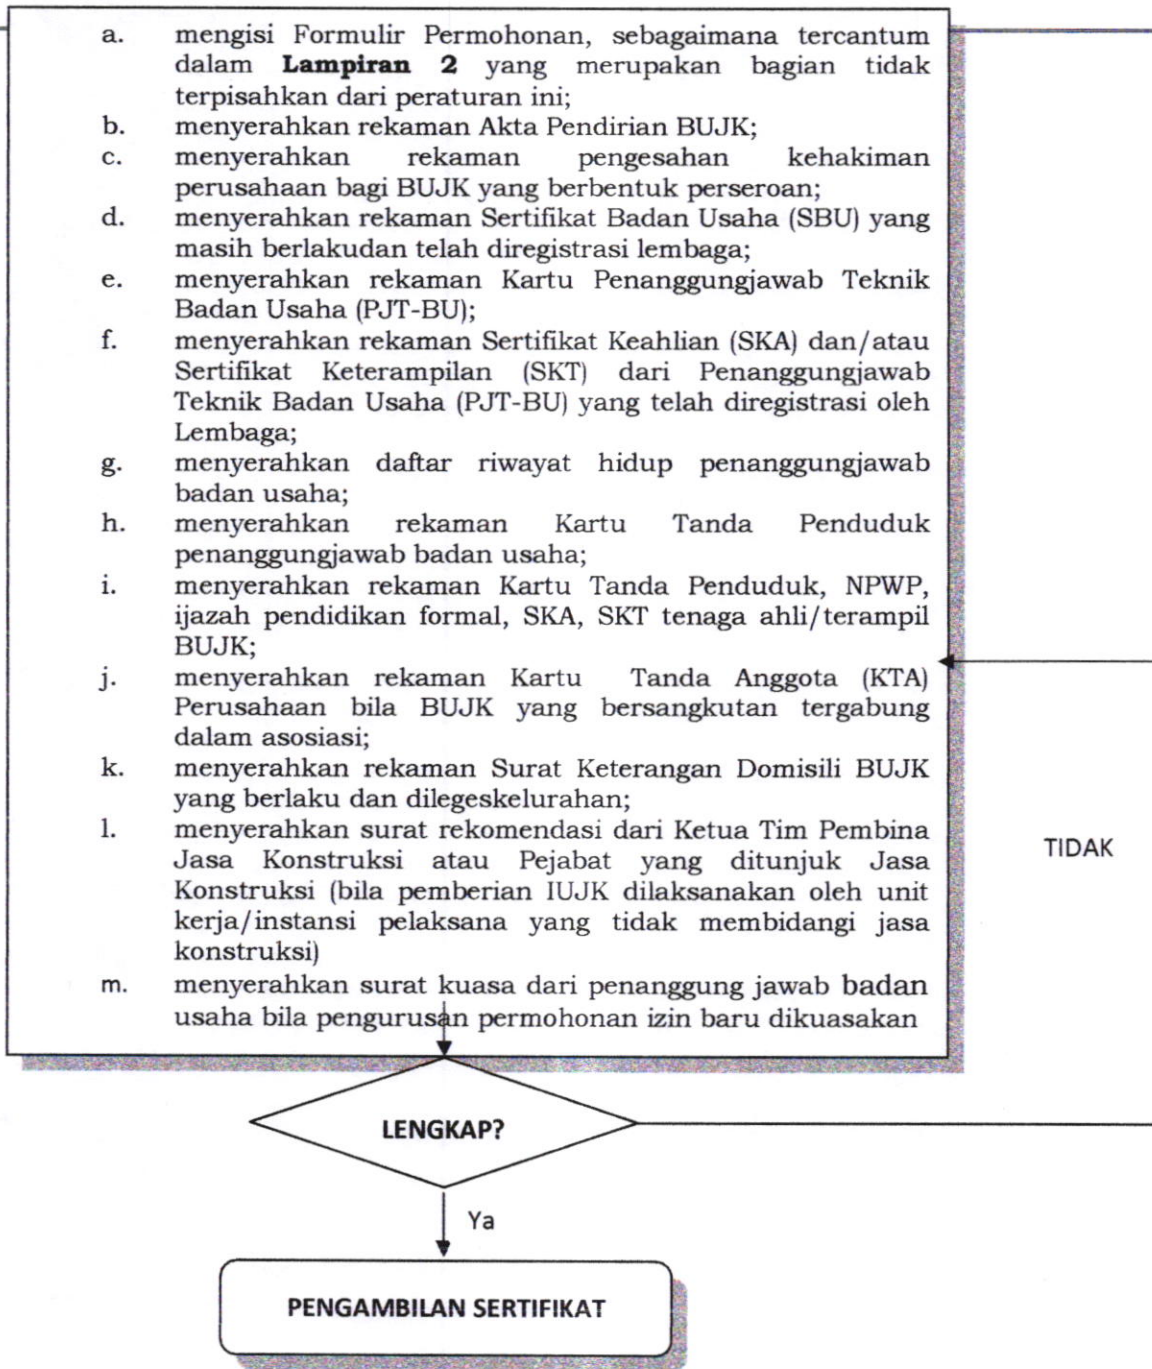 a. mengisi Formulir Permohonan, sebagaimana tercantum
dalam Lampiran 2 yang merupakan bagian tidak
terpisahkan dari peraturan ini;
b. menyerahkan rekaman Akta Pendirian BUJK;
c. menyerahkan rekaman pengesahan kehakiman
perusahaan bagi BUJK yang berbentuk perseroan;
d. menyerahkan rekaman Sertifikat Badan Usaha (SBU) yang
masih berlakudan telah diregistrasi lembaga;
e. menyerahkan rekaman Kartu Penanggungjawab Teknik
Badan Usaha (PJT-BU);
f. menyerahkan rekaman Sertifikat Keahlian (SKA) dan/atau
Sertifikat Keterampilan (SKT) dari Penanggungjawab
Teknik Badan Usaha (PJT-BU) yang telah diregistrasi oleh
Lembaga;
g. menyerahkan daftar riwayat hidup penanggungjawab
badan usaha;
h. menyerahkan rekaman Kartu Tanda Penduduk
penanggungjawab badan usaha;
i. menyerahkan rekaman Kartu Tanda Penduduk, NPWP,
ijazah pendidikan formal, SKA, SKT tenaga ahli/terampil
BUJK;
j. menyerahkan rekaman Kartu Tanda Anggota (KTA)
Perusahaan bila BUJK yang bersangkutan tergabung
dalam asosiasi;
k. menyerahkan rekaman Surat Keterangan Domisili BUJK
yang berlaku dan dilegeskelurahan;
l. menyerahkan surat rekomendasi dari Ketua Tim Pembina
Jasa Konstruksi atau Pejabat yang ditunjuk Jasa
Konstruksi (bila pemberian IUJK dilaksanakan oleh unit
kerja/instansi pelaksana yang tidak membidangi jasa
konstruksi)
m. menyerahkan surat kuasa dari penanggung jawab badan
usaha bila pengurusan permohonan izin baru dikuasakan
TIDAK
LENGKAP?
Ya
PENGAMBILAN SERTIFIKAT